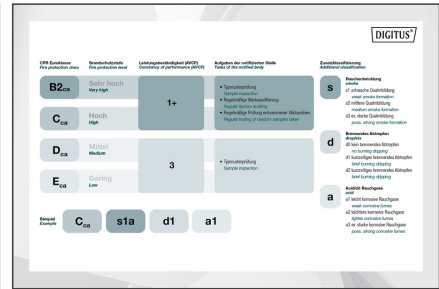 DIGITUS®
CPR Euroklasse
Fire protection class
Brandschutzstufe
Fire protection level
Leistungsbeständigkeit (AVCP)
Constancy of performance (AVCP)
Aufgaben der notifizierten Stelle
Tasks of the notified body
Zusatzklassifizierung
Additional classification
B2ca
Sehr hoch
Very high
1+
• Typenüberprüfung
Sample inspection
• Regelmäßige Werksauditierung
Regular factory auditing
• Regelmäßige Prüfung entnommener Stichproben
Regular testing of random samples taken
Cca
Hoch
High
Dca
Mittel
Medium
3
• Typenüberprüfung
Sample inspection
Eca
Gering
Low
s
Rauchentwicklung
smoke
s1 schwache Qualmbildung
weak smoke formation
s2 mittlere Qualmbildung
medium smoke formation
s3 ev. starke Qualmbildung
poss. strong smoke formation
d
Brennendes Abtropfen
droplets
d0 kein brennendes Abtropfen
no burning dripping
d1 kurzzeitiges brennendes Abtropfen
brief burning dripping
d2 kurzzeitiges brennendes Abtropfen
brief burning dripping
a
Acidität Rauchgase
acid
a1 leicht korrosive Rauchgase
weak corrosive fumes
a2 leichtere korrosive Rauchgase
lighter corrosive fumes
a3 ev. starke korrosive Rauchgase
poss. strong corrosive fumes
Beispiel
Example
Cca
s1a
d1
a1